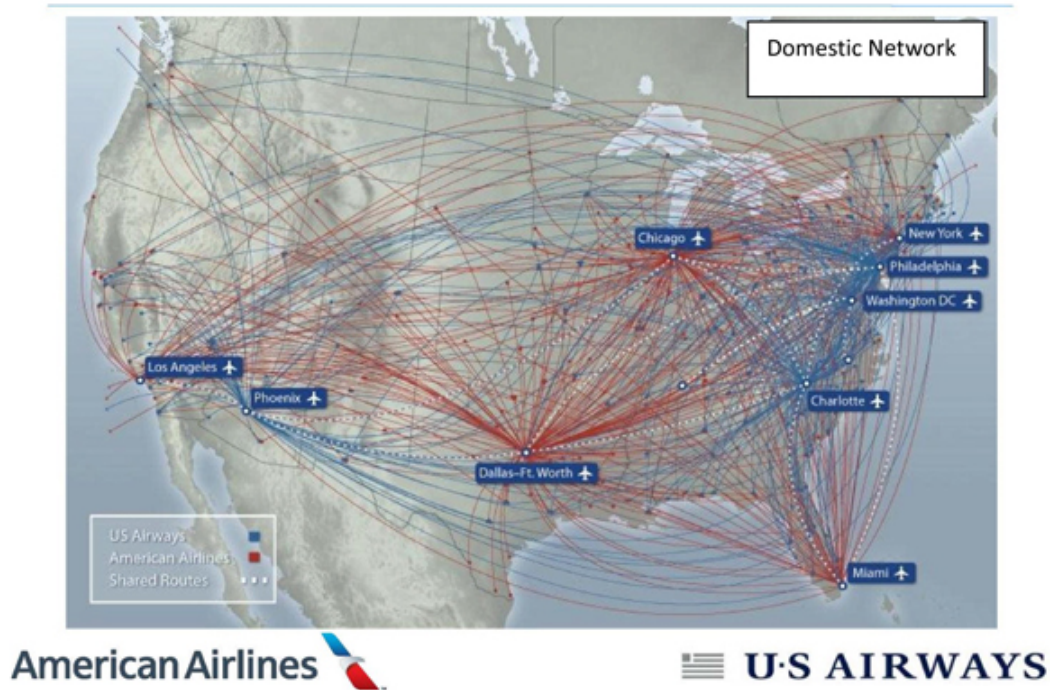 Domestic Network
Chicago
New York
Philadelphia
Washington DC
Los Angeles
Phoenix
Charlotte
Dallas-Ft. Worth
US Airways
American Airlines
Shared Routes
Miami
American Airlines
U·S AIRWAYS